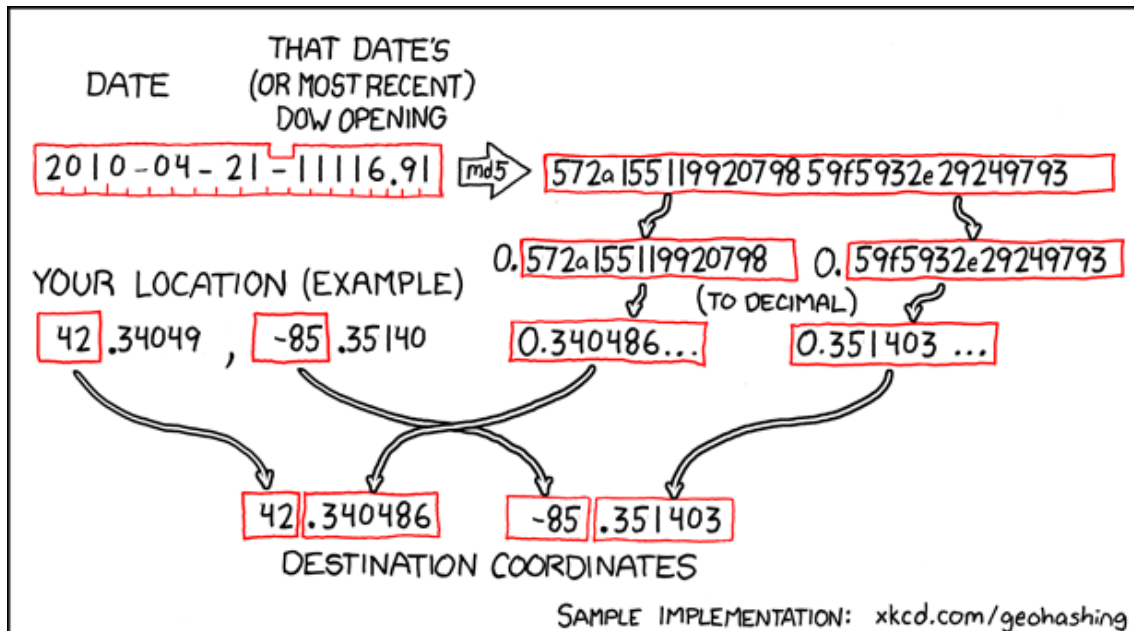 DATE
THAT DATE'S
(OR MOST RECENT)
DOW OPENING
2010-04-21-11116.91
md5
572a15511992079859f5932e29249793
0.572a155119920798
0.59f5932e29249793
(TO DECIMAL)
YOUR LOCATION (EXAMPLE)
42.34049, -85.35140
0.340486...
0.351403...
42.340486
-85.351403
DESTINATION COORDINATES
SAMPLE IMPLEMENTATION: xkcd.com/geohashing